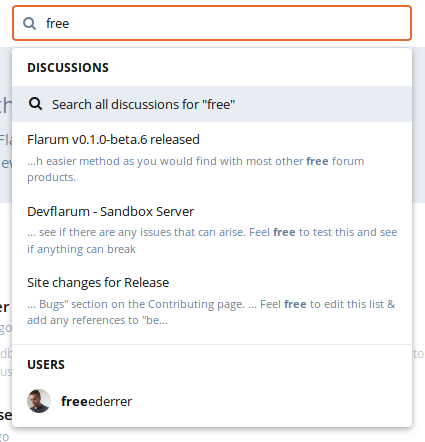 free
DISCUSSIONS
Search all discussions for "free"
Flarum v0.1.0-beta.6 released
...h easier method as you would find with most other free forum
products.
Devflarum - Sandbox Server
... see if there are any issues that can arise. Feel free to test this and see
if anything can break
Site changes for Release
... Bugs" section on the Contributing page. ... Feel free to edit this list &
add any references to "be...
USERS
freeederrer